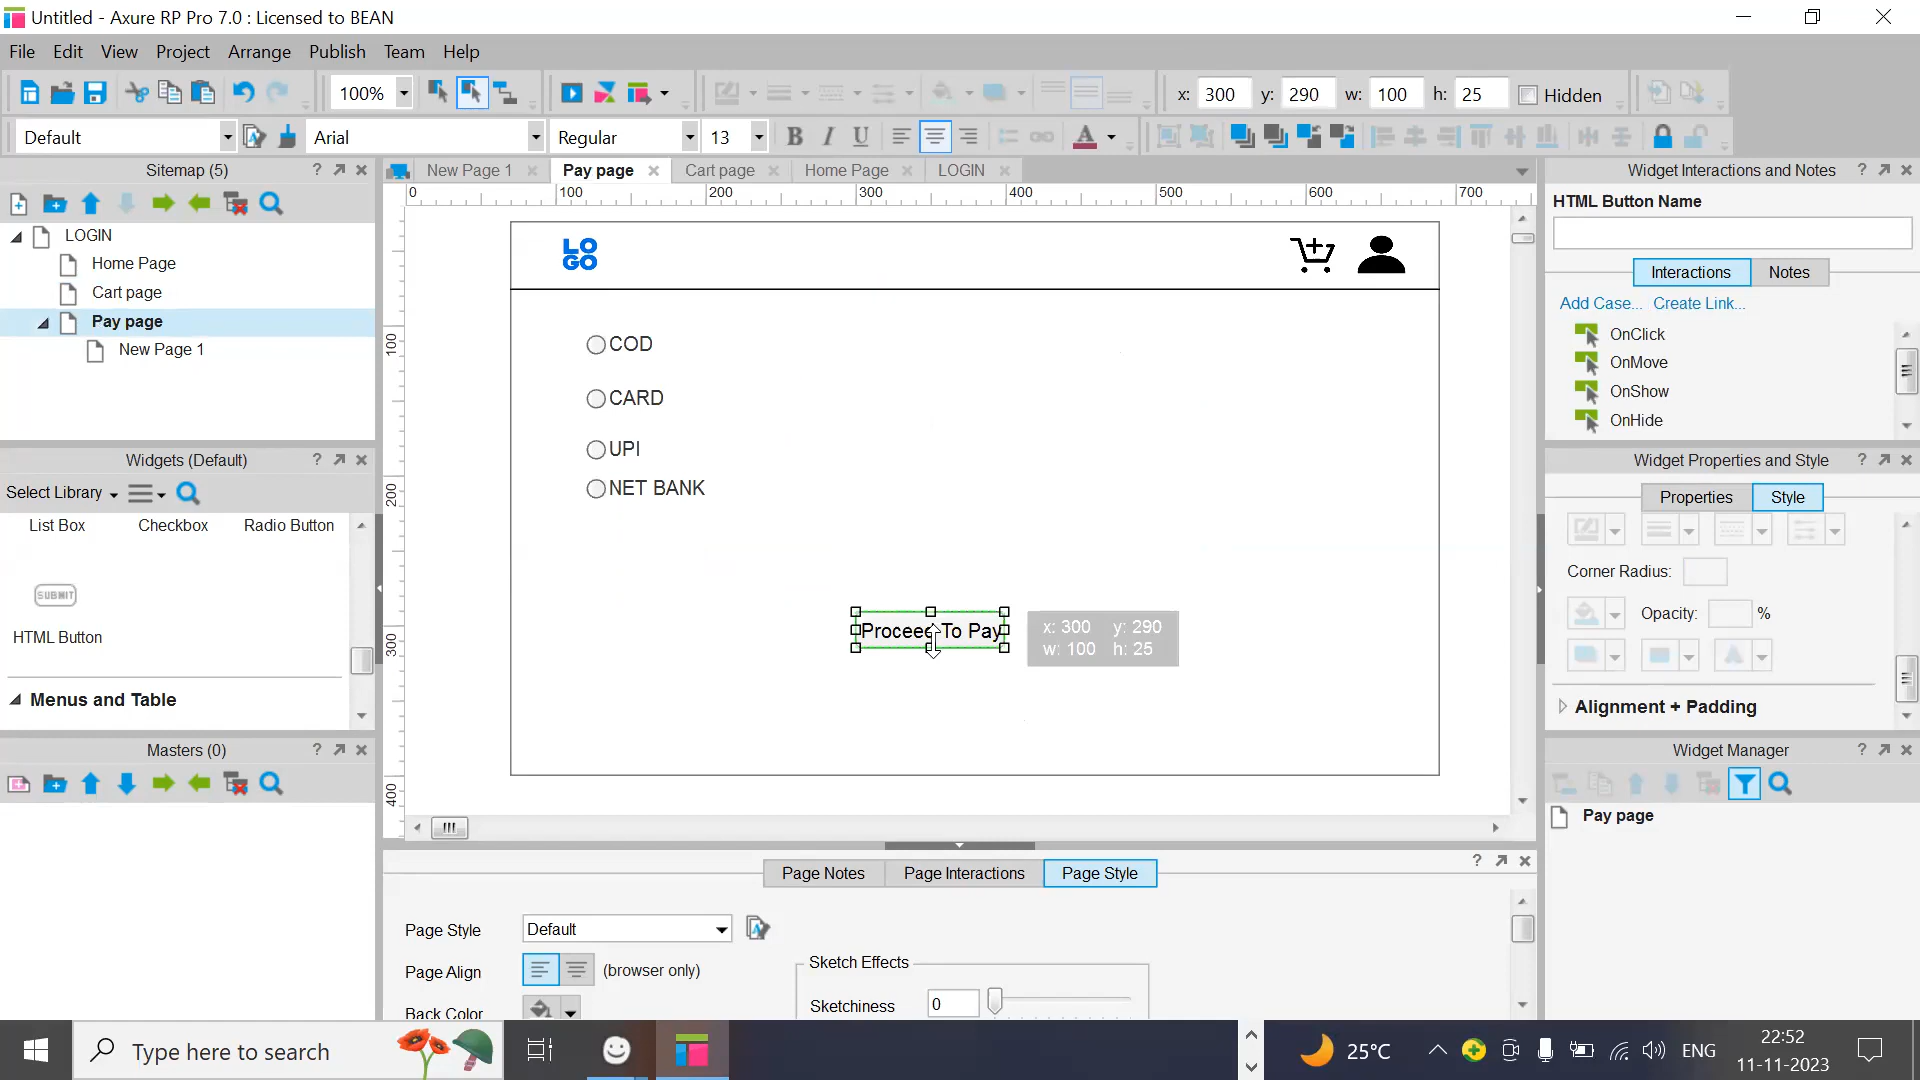 Untitled - Axure RP Pro 7.0 : Licensed to BEAN
File Edit View Project Arrange Publish Team Help
100%
x: 300 y: 290 w: 100 h: 25 Hidden
Default Arial Regular 13 B I U A
Sitemap (5)
LOGIN
Home Page
Cart page
Pay page
New Page 1
Widgets (Default)
Select Library
List Box Checkbox Radio Button
SUBMIT
HTML Button
Menus and Table
Masters (0)
New Page 1 Pay page Cart page Home Page LOGIN
0 100 200 300 400 500 600 700
100
200
300
400
LO
GO
COD
CARD
UPI
NET BANK
Proceed To Pay
x: 300 y: 290
w: 100 h: 25
Page Notes Page Interactions Page Style
Page Style Default
Page Align (browser only)
Back Color
Sketch Effects
Sketchiness 0
Widget Interactions and Notes
HTML Button Name
Interactions Notes
Add Case... Create Link...
OnClick
OnMove
OnShow
OnHide
Widget Properties and Style
Properties Style
Corner Radius:
Opacity: %
Alignment + Padding
Widget Manager
Pay page
Type here to search
25°C
ENG
22:52
11-11-2023